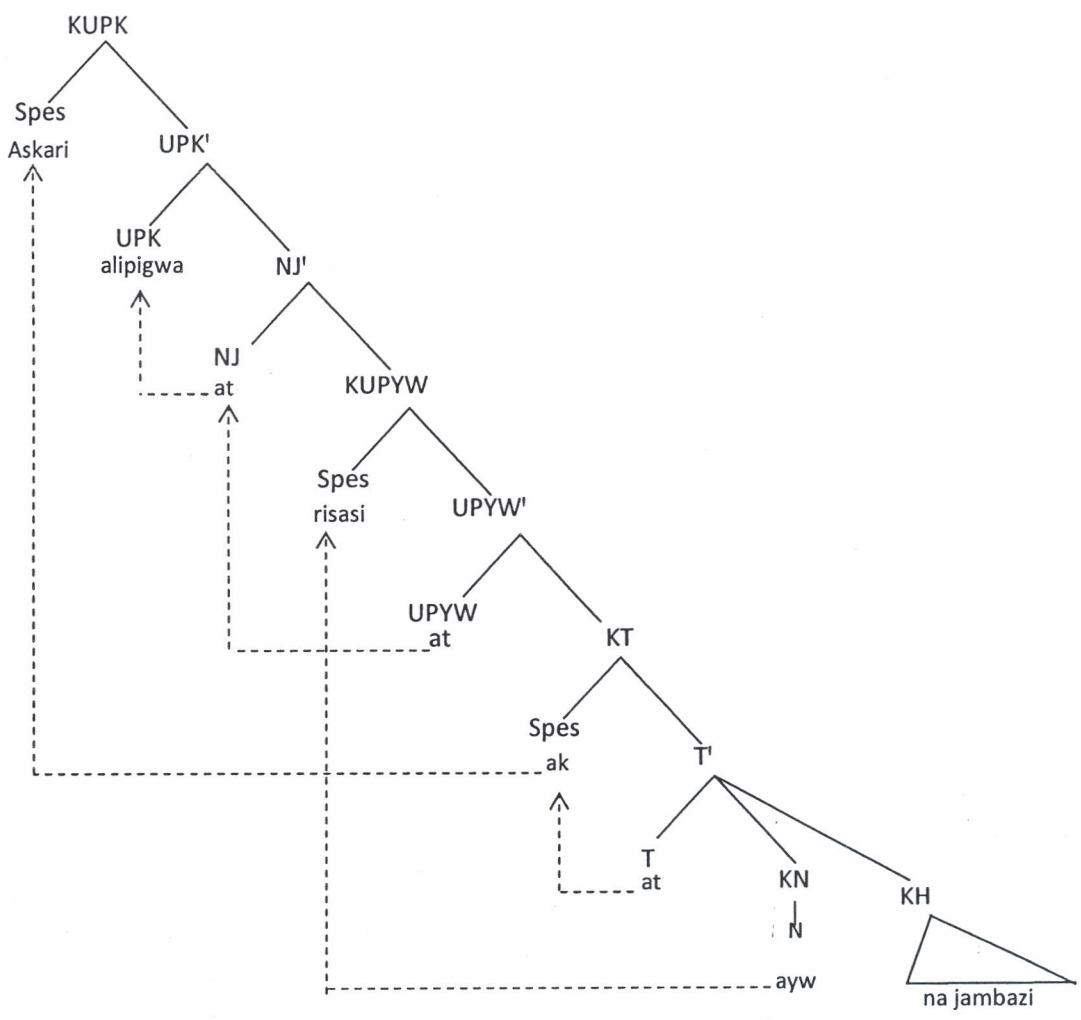 KUPK
Spes
Askari
UPK'
UPK
alipigwa
NJ'
NJ
at
KUPYW
Spes
risasi
UPYW'
UPYW
at
KT
Spes
ak
T'
T
at
KN
KH
N
ayw
na jambazi